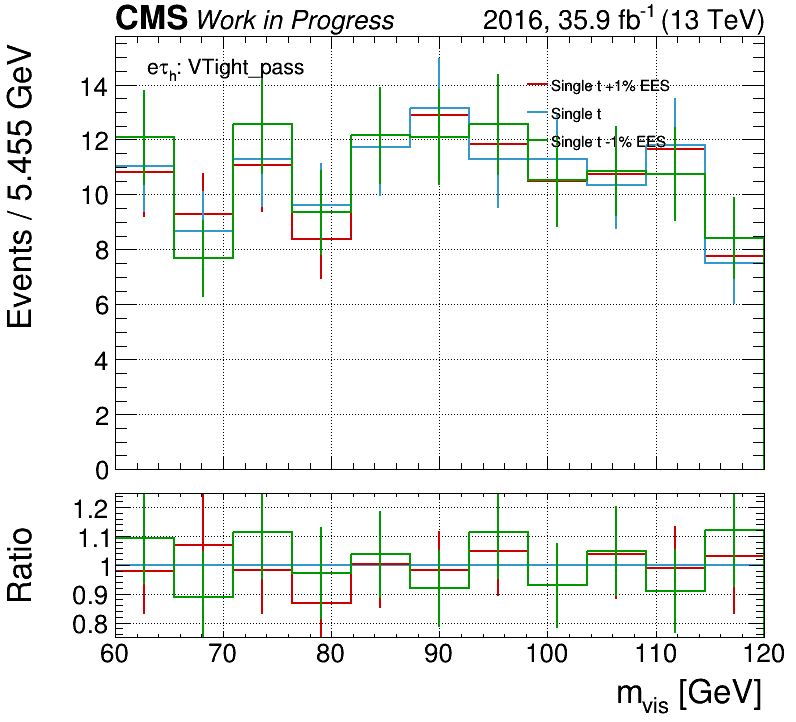 CMS Work in Progress 2016, 35.9 fb-1 (13 TeV)
eτh: VTight_pass
Single t +1% EES
Single t
Single t -1% EES
Events / 5.455 GeV
14
12
10
8
6
4
2
0
Ratio
1.2
1.1
1
0.9
0.8
60 70 80 90 100 110 120
mvis [GeV]